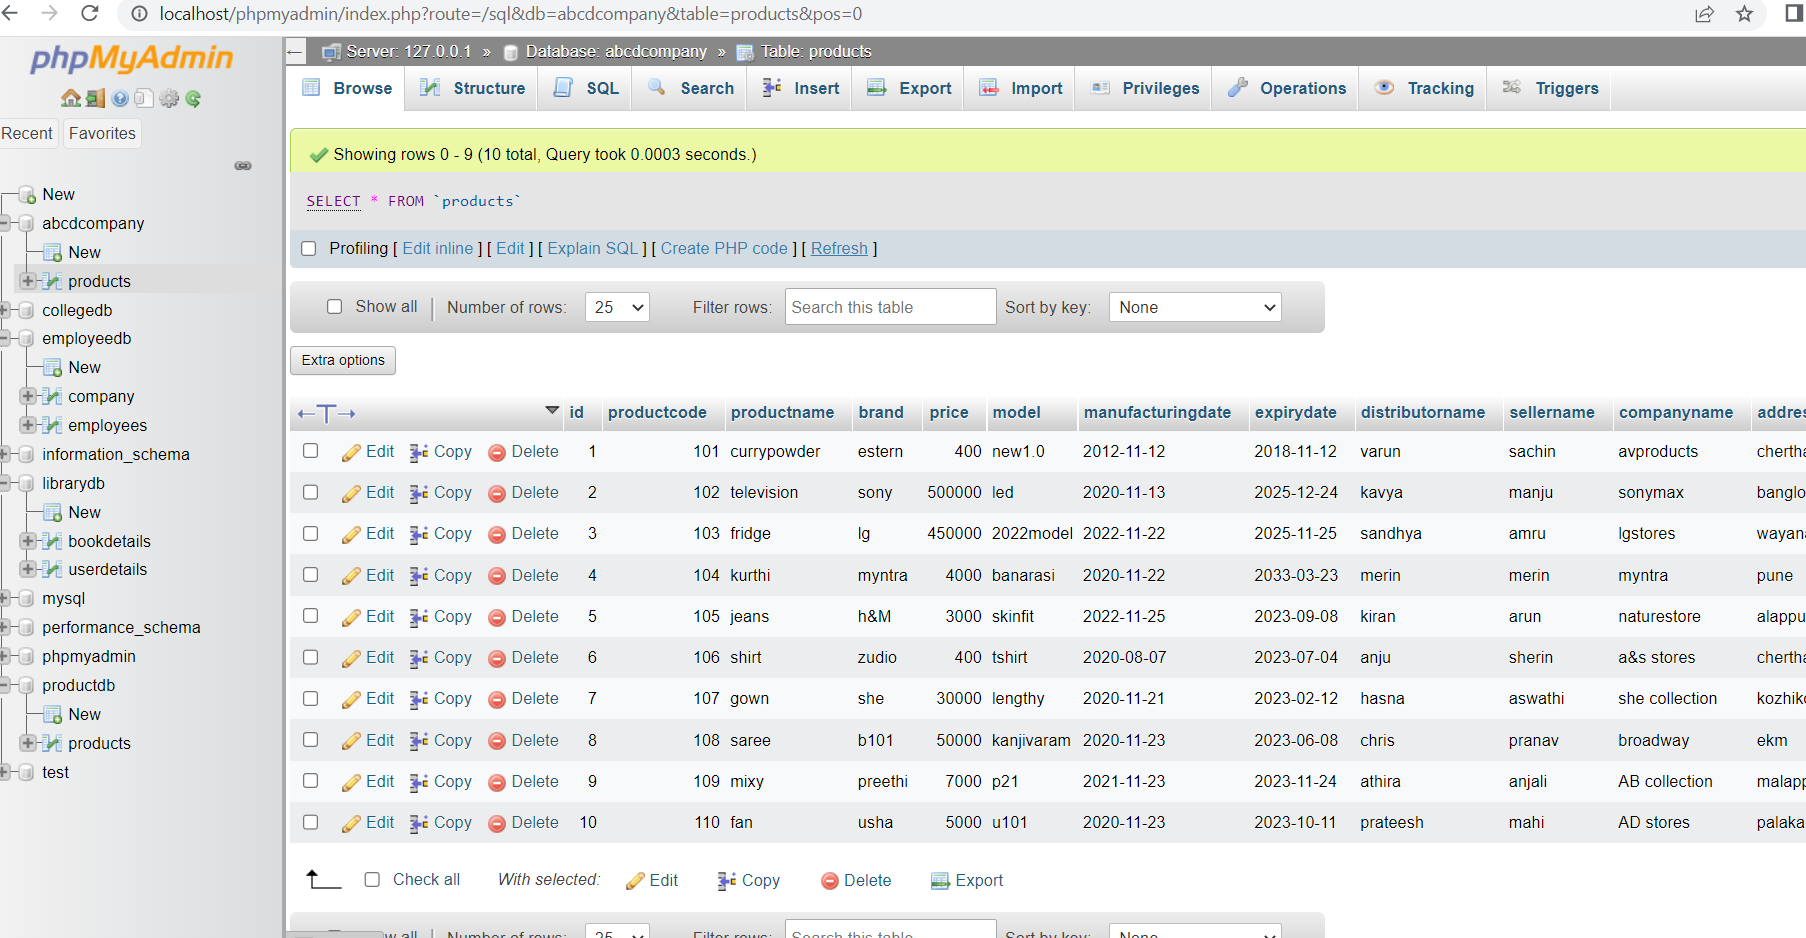 localhost/phpmyadmin/index.php?route=/sql&db=abcdcompany&table=products&pos=0
phpMyAdmin
Recent Favorites
New
abcdcompany
New
products
collegedb
employeedb
New
company
employees
information_schema
librarydb
New
bookdetails
userdetails
mysql
performance_schema
phpmyadmin
productdb
New
products
test
Server: 127.0.0.1 » Database: abcdcompany » Table: products
Browse Structure SQL Search Insert Export Import Privileges Operations Tracking Triggers
Showing rows 0 - 9 (10 total, Query took 0.0003 seconds.)
SELECT * FROM `products`
Profiling [ Edit inline ] [ Edit ] [ Explain SQL ] [ Create PHP code ] [ Refresh ]
Show all Number of rows: 25 Filter rows: Search this table Sort by key: None
Extra options
←T→ id productcode productname brand price model manufacturingdate expirydate distributorname sellername companyname addres
Edit Copy Delete 1 101 currypowder estern 400 new1.0 2012-11-12 2018-11-12 varun sachin avproducts chertha
Edit Copy Delete 2 102 television sony 500000 led 2020-11-13 2025-12-24 kavya manju sonymax banglo
Edit Copy Delete 3 103 fridge lg 450000 2022model 2022-11-22 2025-11-25 sandhya amru lgstores wayana
Edit Copy Delete 4 104 kurthi myntra 4000 banarasi 2020-11-22 2033-03-23 merin merin myntra pune
Edit Copy Delete 5 105 jeans h&M 3000 skinfit 2022-11-25 2023-09-08 kiran arun naturestore alappu
Edit Copy Delete 6 106 shirt zudio 400 tshirt 2020-08-07 2023-07-04 anju sherin a&s stores chertha
Edit Copy Delete 7 107 gown she 30000 lengthy 2020-11-21 2023-02-12 hasna aswathi she collection kozhiko
Edit Copy Delete 8 108 saree b101 50000 kanjivaram 2020-11-23 2023-06-08 chris pranav broadway ekm
Edit Copy Delete 9 109 mixy preethi 7000 p21 2021-11-23 2023-11-24 athira anjali AB collection malapp
Edit Copy Delete 10 110 fan usha 5000 u101 2020-11-23 2023-10-11 prateesh mahi AD stores palaka
Check all With selected: Edit Copy Delete Export
all Number of rows: 25 Filter rows: Search this table Sort by key: None